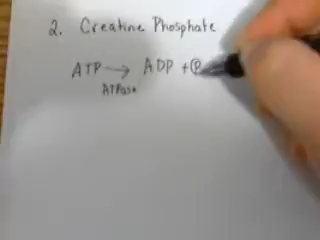 2. Creatine Phosphate
ATP → ADP + Ⓟ
ATPase